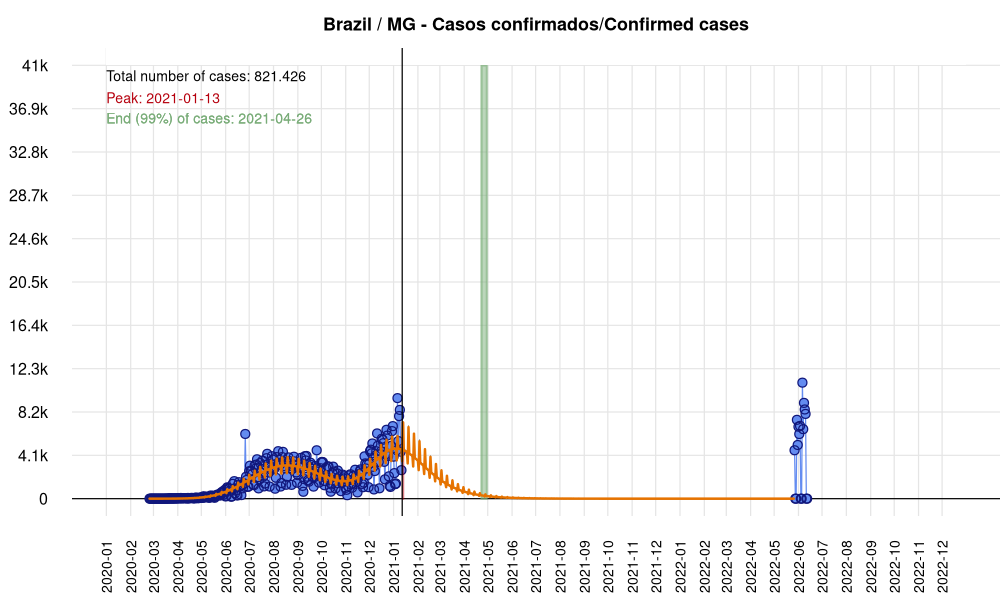 Brazil / MG - Casos confirmados/Confirmed cases
Total number of cases: 821.426
Peak: 2021-01-13
End (99%) of cases: 2021-04-26
41k
36.9k
32.8k
28.7k
24.6k
20.5k
16.4k
12.3k
8.2k
4.1k
0
2020-01
2020-02
2020-03
2020-04
2020-05
2020-06
2020-07
2020-08
2020-09
2020-10
2020-11
2020-12
2021-01
2021-02
2021-03
2021-04
2021-05
2021-06
2021-07
2021-08
2021-09
2021-10
2021-11
2021-12
2022-01
2022-02
2022-03
2022-04
2022-05
2022-06
2022-07
2022-08
2022-09
2022-10
2022-11
2022-12